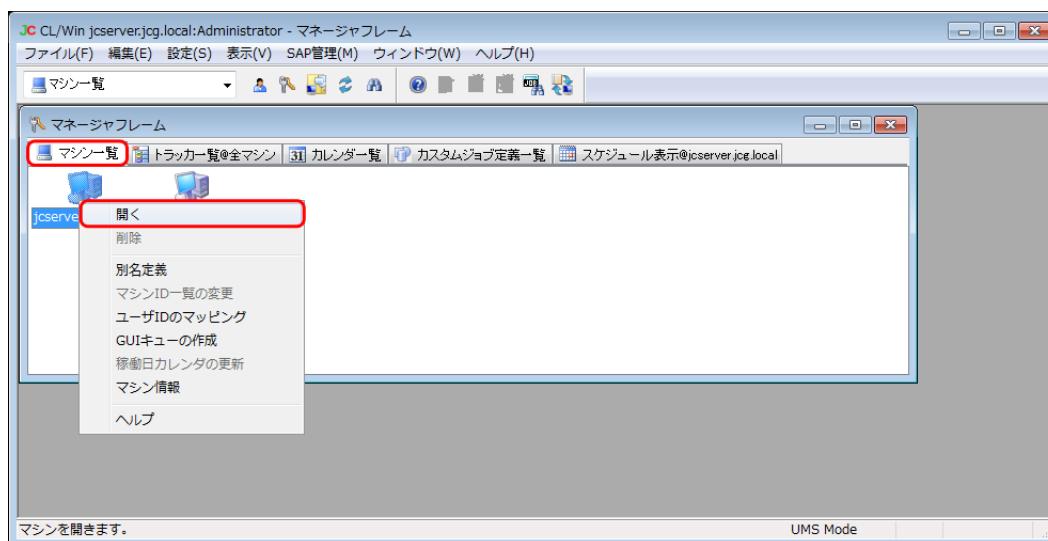 JC CL/Win jcserver.jcg.local:Administrator - マネージャフレーム
ファイル(F) 編集(E) 設定(S) 表示(V) SAP管理(M) ウィンドウ(W) ヘルプ(H)
マシン一覧
マネージャフレーム
マシン一覧 トラッカ一覧@全マシン 31 カレンダー一覧 カスタムジョブ定義一覧 スケジュール表示@jcserver.jcg.local
jcserve
開く
削除
別名定義
マシンID一覧の変更
ユーザIDのマッピング
GUIキューの作成
稼働日カレンダの更新
マシン情報
ヘルプ
マシンを開きます。 UMS Mode